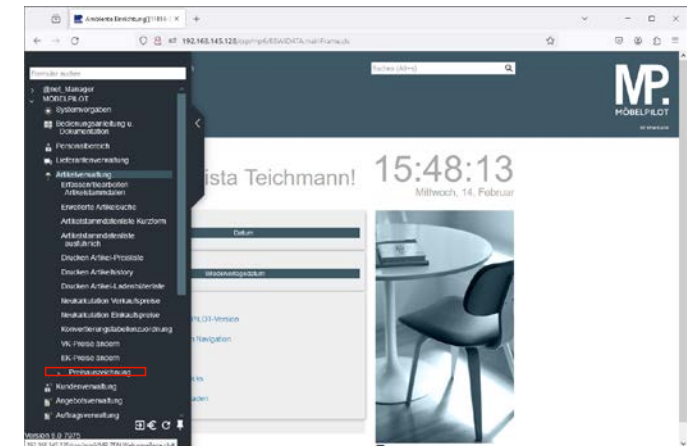 Ambiente Einrichtung [11816
192.168.145.128
Formular suchen
@net_Manager
MÖBELPILOT
Systemvorgaben
Bedienungsanleitung u.
Dokumentation
Personalbereich
Lieferantenverwaltung
Artikelverwaltung
Erfassen/Bearbeiten
Artikelstammdaten
Erweiterte Artikelsuche
Artikelstammdatenliste Kurzform
Artikelstammdatenliste
ausführlich
Drucken Artikel-Preisliste
Drucken Artikelhistory
Drucken Artikel-Ladenhüterliste
Neukalkulation Verkaufspreise
Neukalkulation Einkaufspreise
Konvertierungstabellenzuordnung
VK-Preise ändern
EK-Preise ändern
Preisauszeichnung
Kundenverwaltung
Angebotsverwaltung
Auftragsverwaltung
Suchen (Alt+s)
MP.
MÖBELPILOT
ista Teichmann!
15:48:13
Mittwoch, 14. Februar
Datum
Wiedervorlagedatum
PILOT-Version
n Navigation